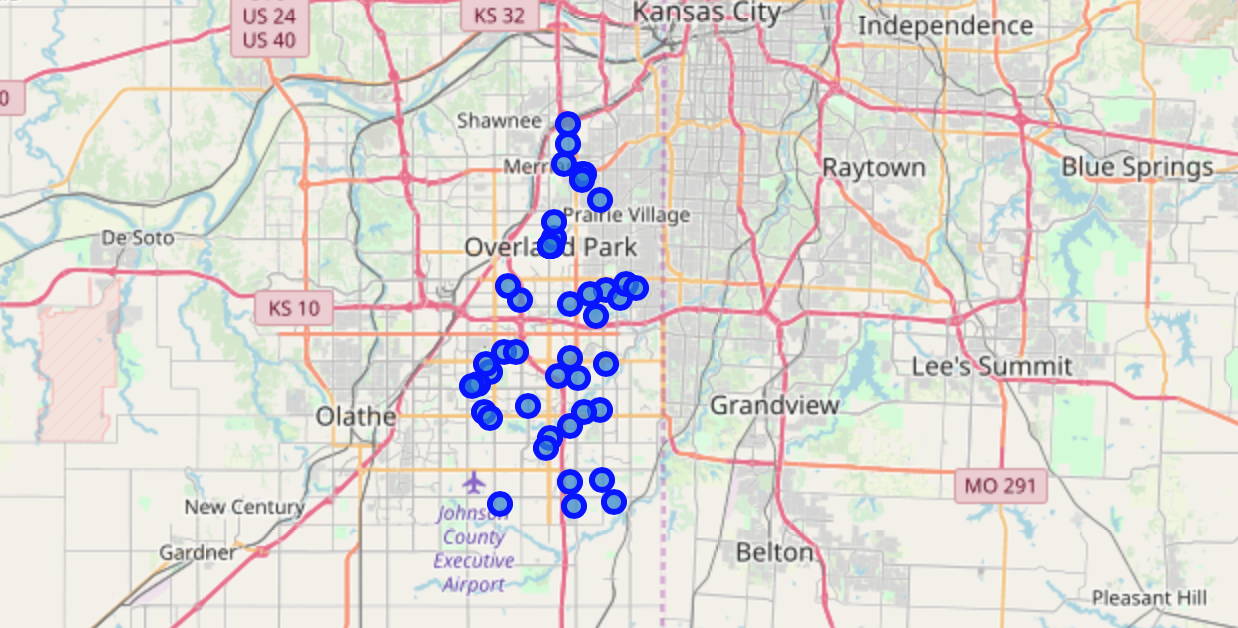 US 24
US 40
KS 32
Kansas City
Independence
0
Shawnee
Raytown
Blue Springs
Prairie Village
De Soto
Overland Park
KS 10
Lee's Summit
Olathe
Grandview
MO 291
New Century
Johnson
County
Executive
Airport
Gardner
Belton
Pleasant Hill